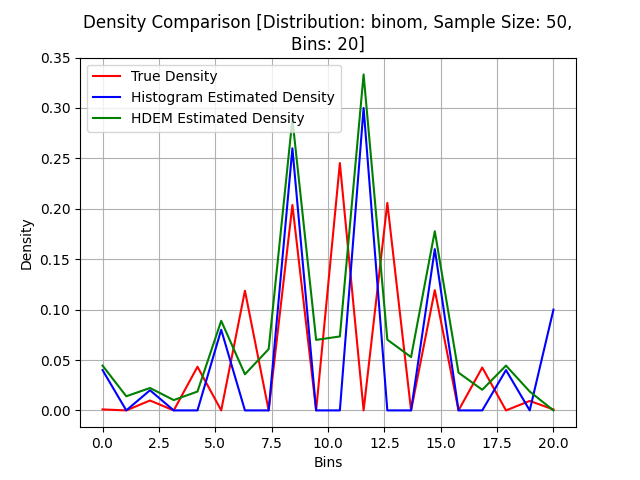 Density Comparison [Distribution: binom, Sample Size: 50,
Bins: 20]
True Density
Histogram Estimated Density
HDEM Estimated Density
Density
0.35
0.30
0.25
0.20
0.15
0.10
0.05
0.00
0.0 2.5 5.0 7.5 10.0 12.5 15.0 17.5 20.0
Bins